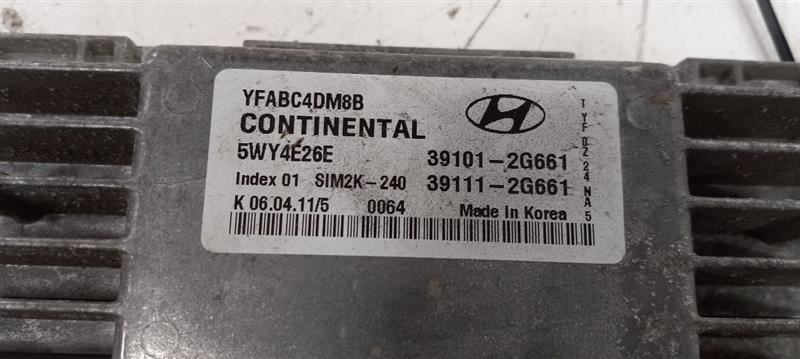 YFABC4DM8B
CONTINENTAL
5WY4E26E 39101-2G661
Index 01 SIM2K-240 39111-2G661
K 06.04.11/5 0064 Made In Korea
TYFDZ24NA5